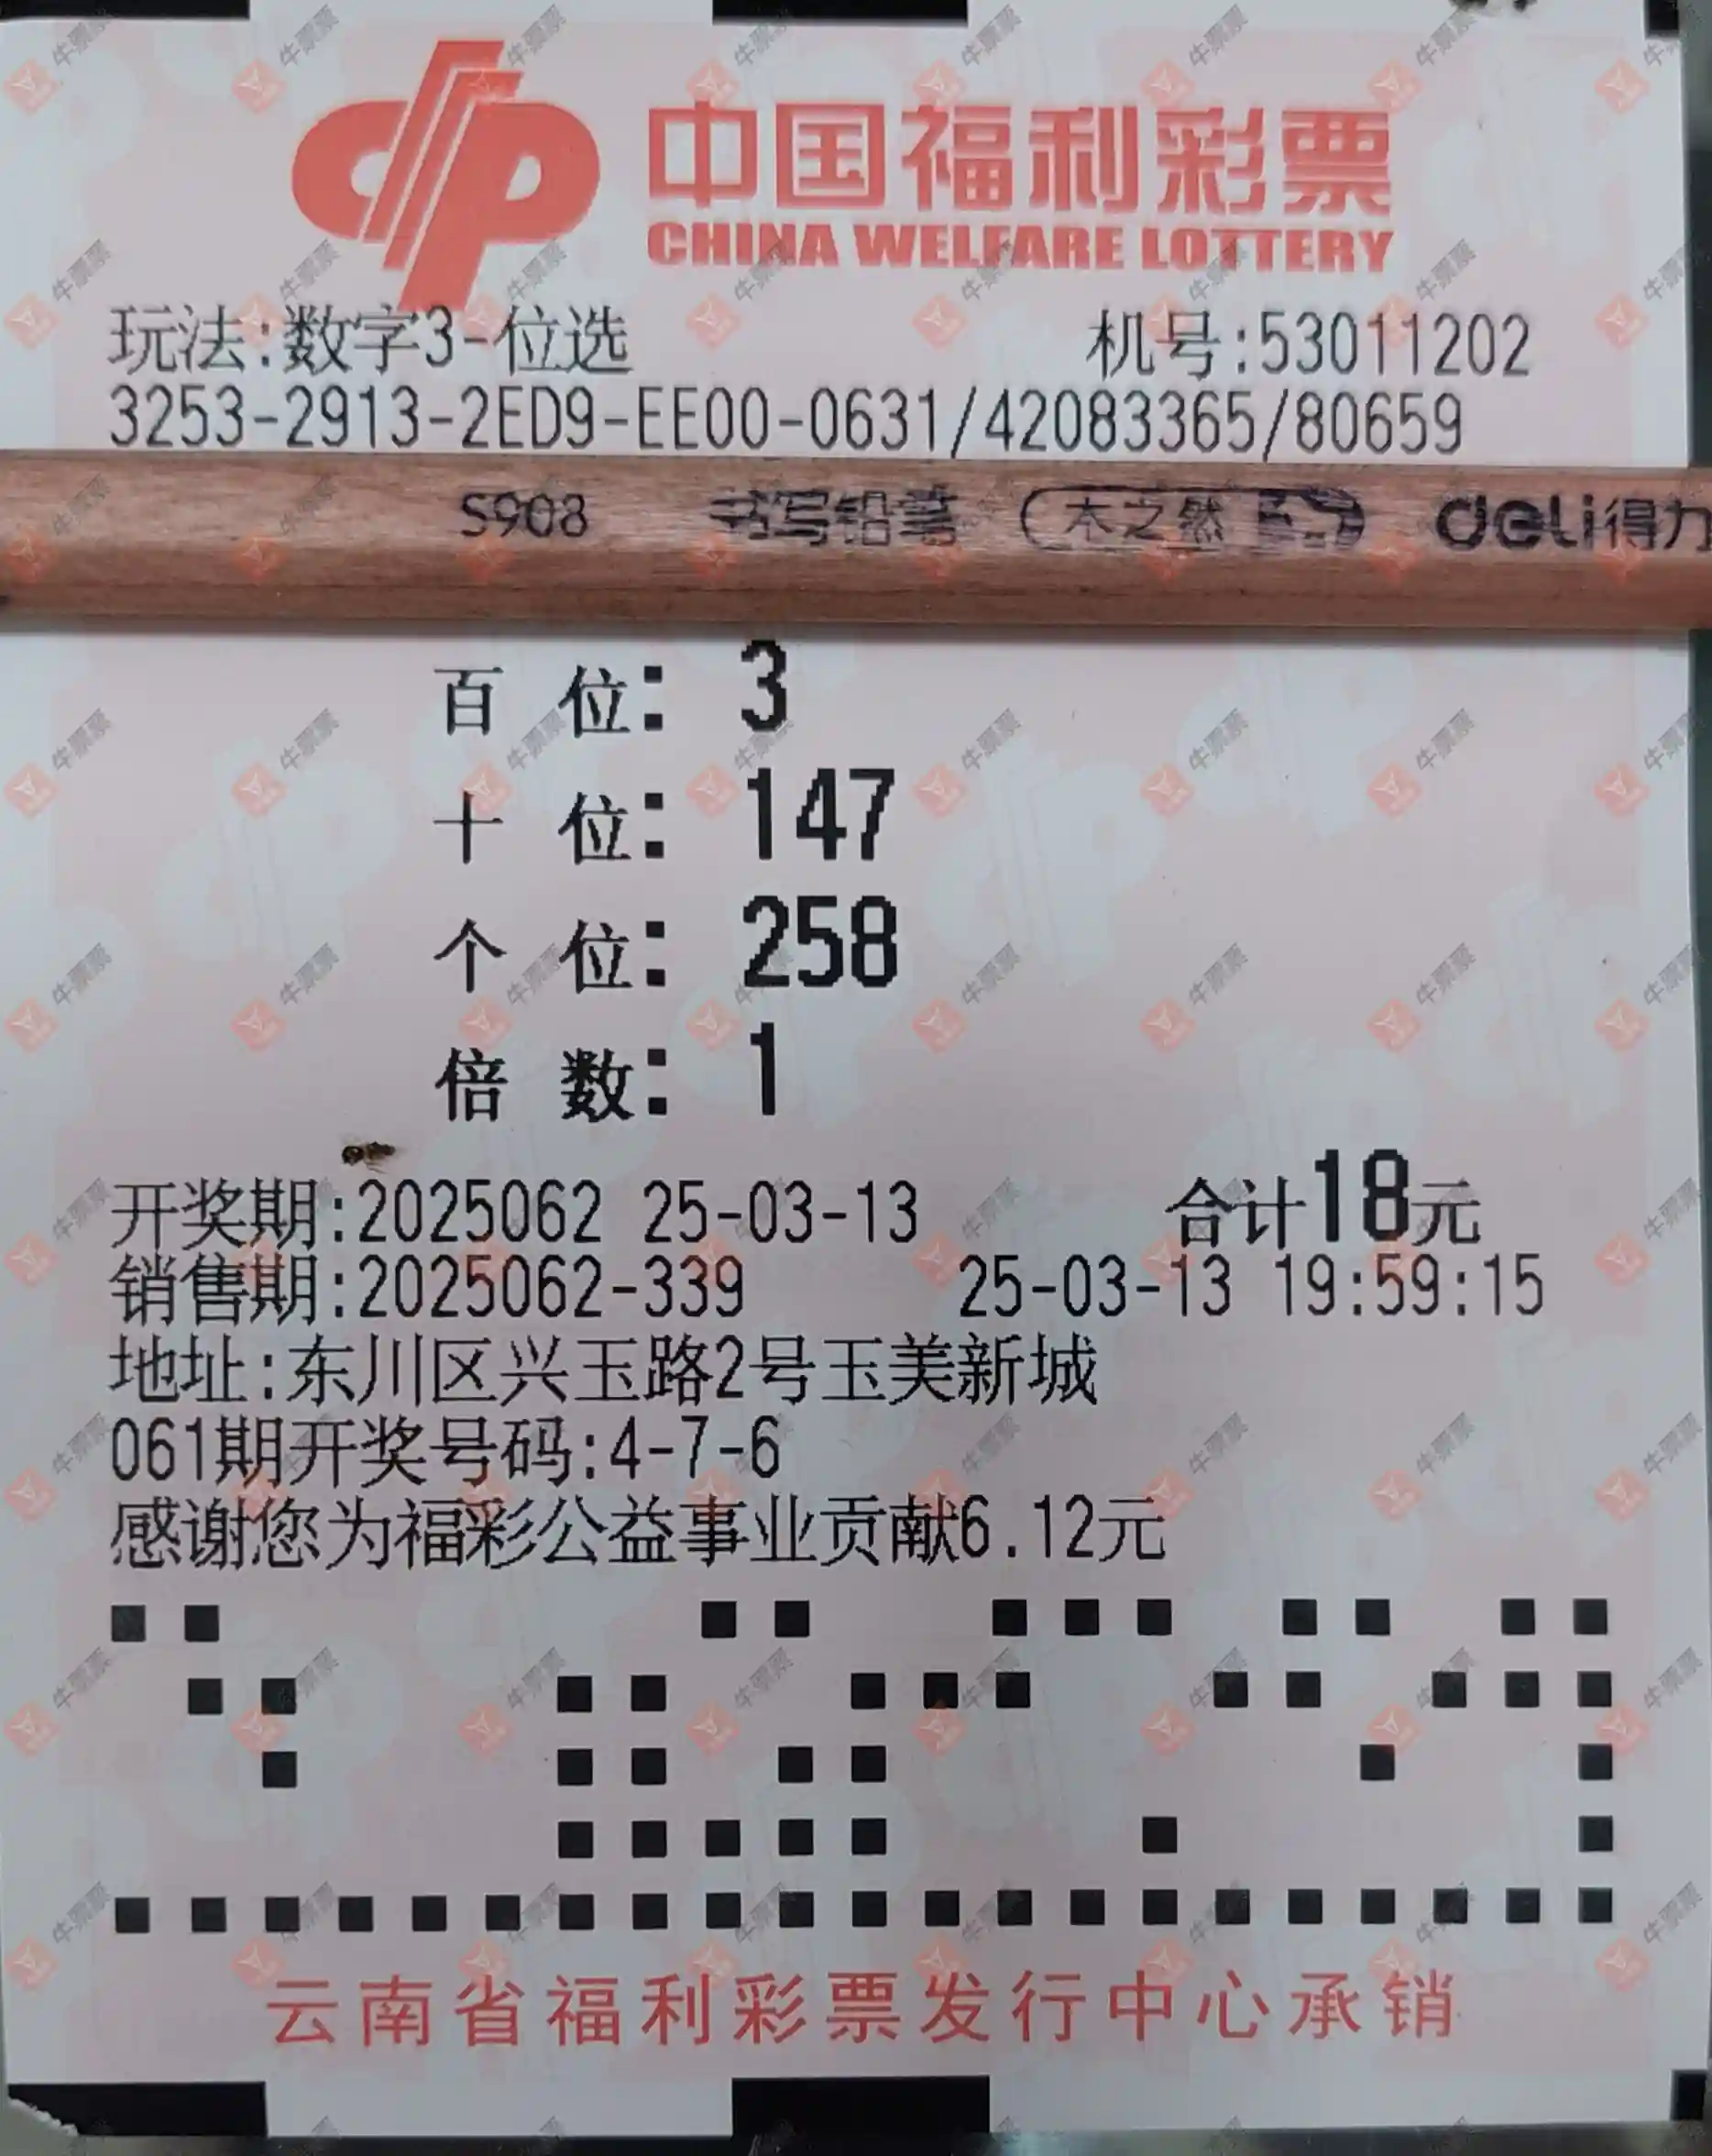 中国福利彩票
CHINA WELFARE LOTTERY
玩法:数字3-位选 机号:53011202
3253-2913-2ED9-EE00-0631/42083365/80659
S908 书写铅笔 木之然 deli得力
百 位: 3
十 位: 147
个 位: 258
倍 数: 1
开奖期:2025062 25-03-13 合计18元
销售期:2025062-339 25-03-13 19:59:15
地址:东川区兴玉路2号玉美新城
061期开奖号码:4-7-6
感谢您为福彩公益事业贡献6.12元
云南省福利彩票发行中心承销
牛票票